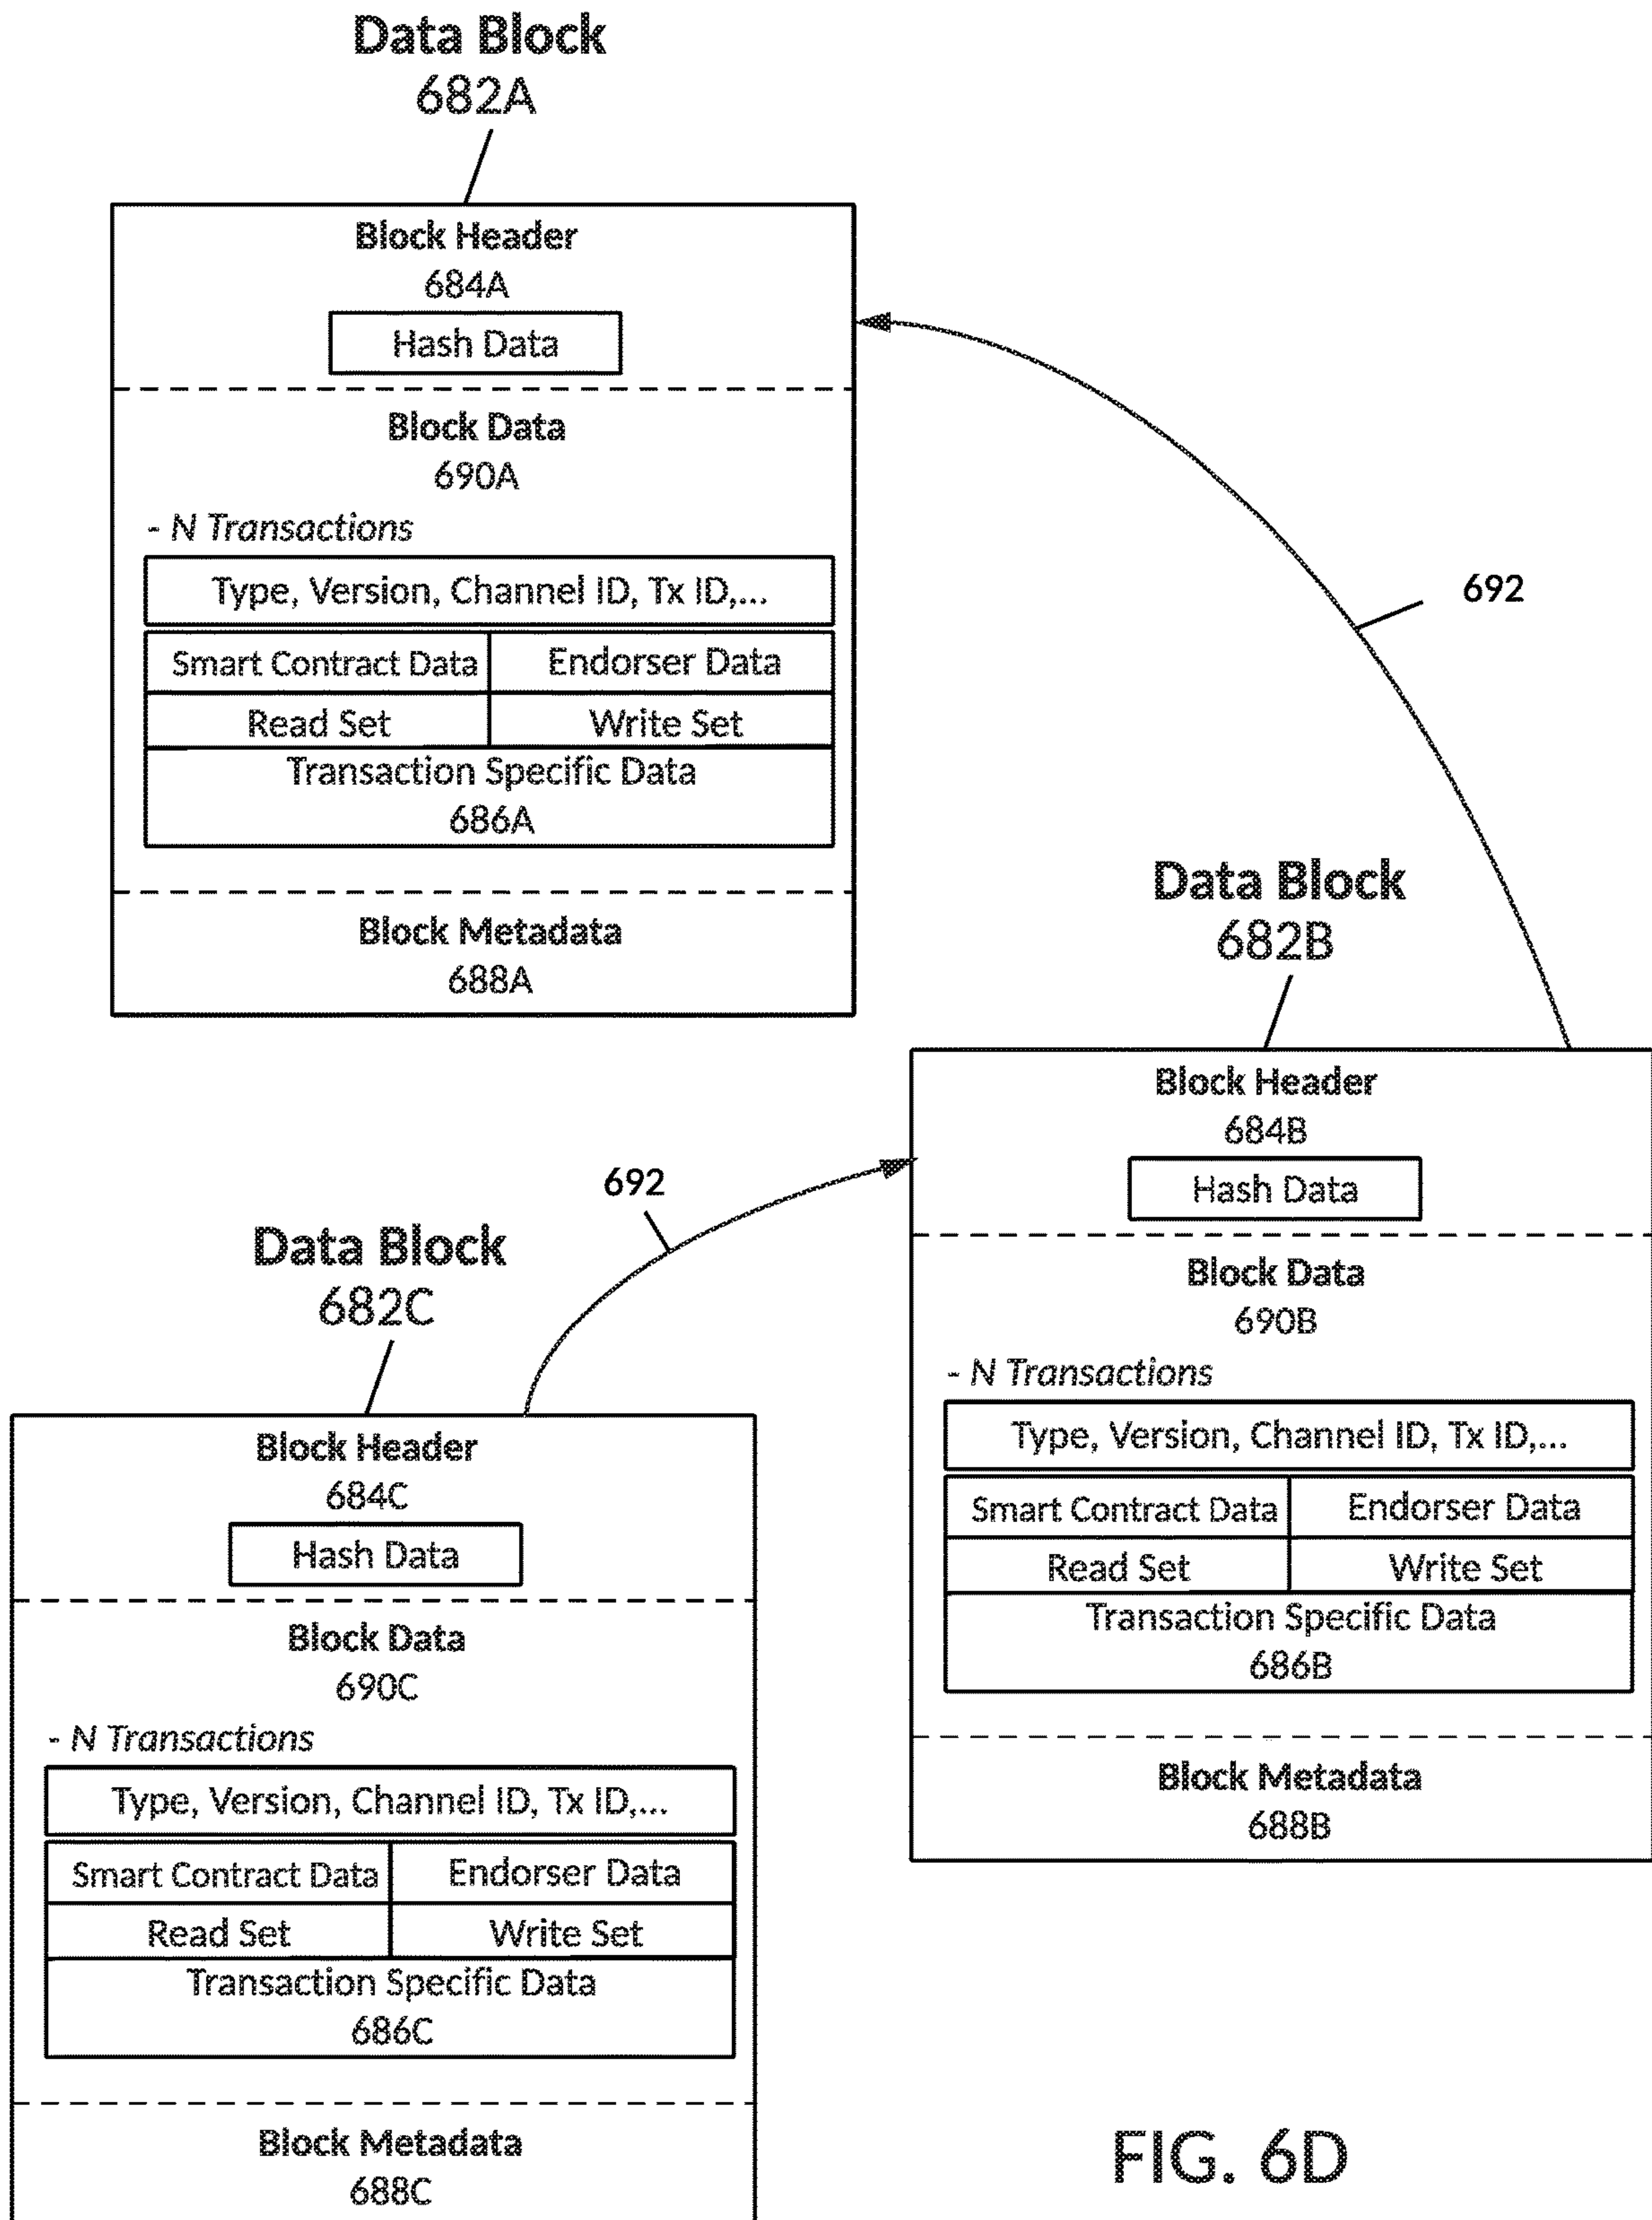 Data Block
682A
Block Header
684A
Hash Data
Block Data
690A
- N Transactions
Type, Version, Channel ID, Tx ID,...
Smart Contract Data
Endorser Data
Read Set
Write Set
Transaction Specific Data
686A
Block Metadata
688A
692
Data Block
682B
Block Header
684B
Hash Data
Block Data
690B
- N Transactions
Type, Version, Channel ID, Tx ID,...
Smart Contract Data
Endorser Data
Read Set
Write Set
Transaction Specific Data
686B
Block Metadata
688B
692
Data Block
682C
Block Header
684C
Hash Data
Block Data
690C
- N Transactions
Type, Version, Channel ID, Tx ID,...
Smart Contract Data
Endorser Data
Read Set
Write Set
Transaction Specific Data
686C
Block Metadata
688C
FIG. 6D